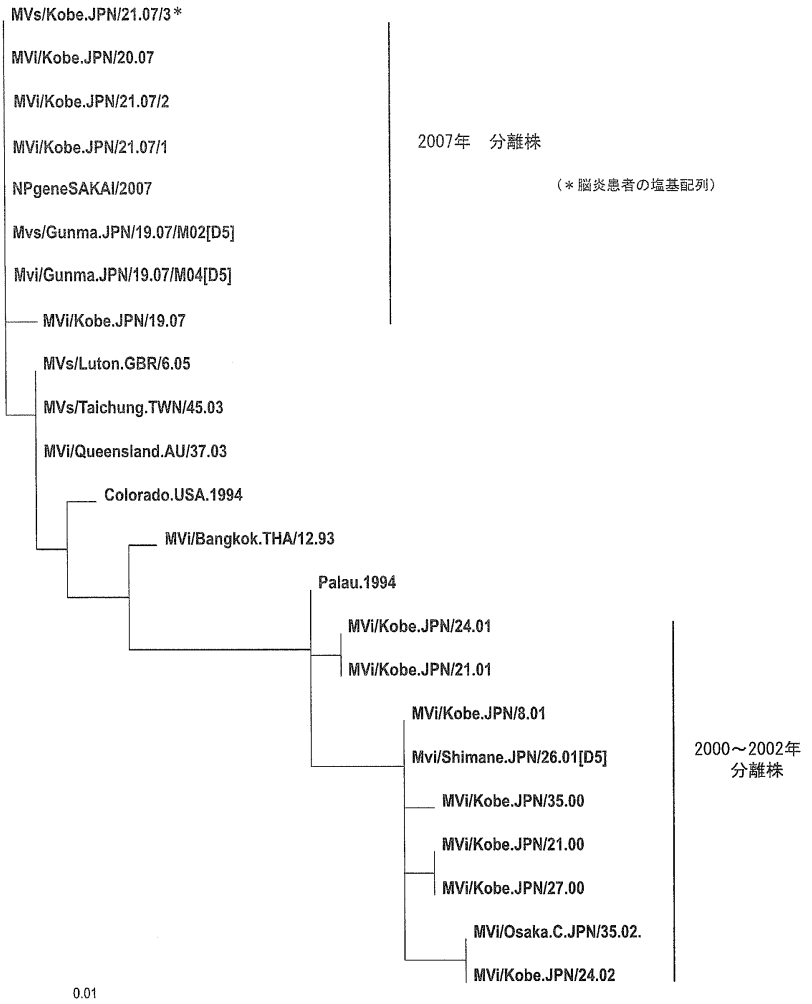 MVs/Kobe.JPN/21.07/3*
MVi/Kobe.JPN/20.07
MVi/Kobe.JPN/21.07/2
MVi/Kobe.JPN/21.07/1
2007年 分離株
NPgeneSAKAI/2007
(*脳炎患者の塩基配列)
Mvs/Gunma.JPN/19.07/M02[D5]
Mvi/Gunma.JPN/19.07/M04[D5]
MVi/Kobe.JPN/19.07
MVs/Luton.GBR/6.05
MVs/Taichung.TWN/45.03
MVi/Queensland.AU/37.03
Colorado.USA.1994
MVi/Bangkok.THA/12.93
Palau.1994
MVi/Kobe.JPN/24.01
MVi/Kobe.JPN/21.01
MVi/Kobe.JPN/8.01
Mvi/Shimane.JPN/26.01[D5]
2000～2002年
分離株
MVi/Kobe.JPN/35.00
MVi/Kobe.JPN/21.00
MVi/Kobe.JPN/27.00
MVi/Osaka.C.JPN/35.02.
MVi/Kobe.JPN/24.02
0.01